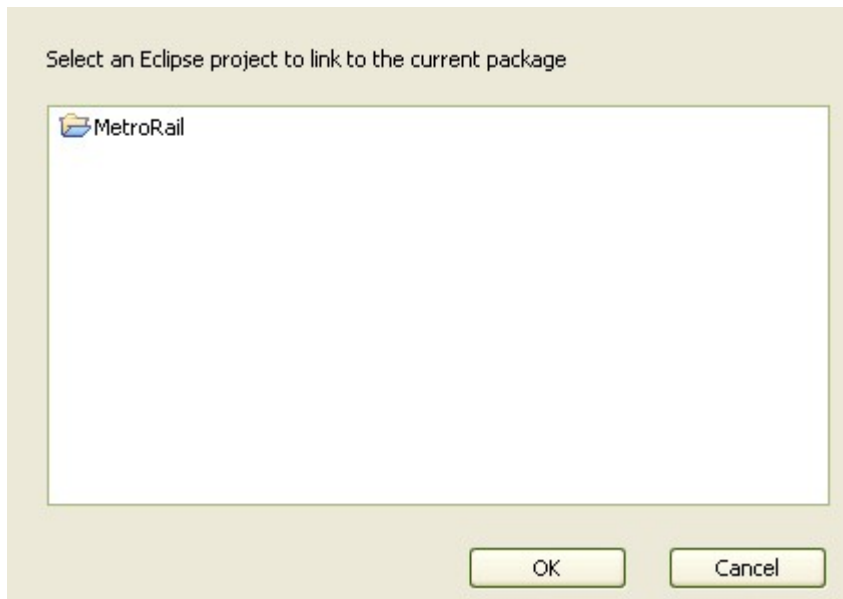 Select an Eclipse project to link to the current package
MetroRail
OK
Cancel